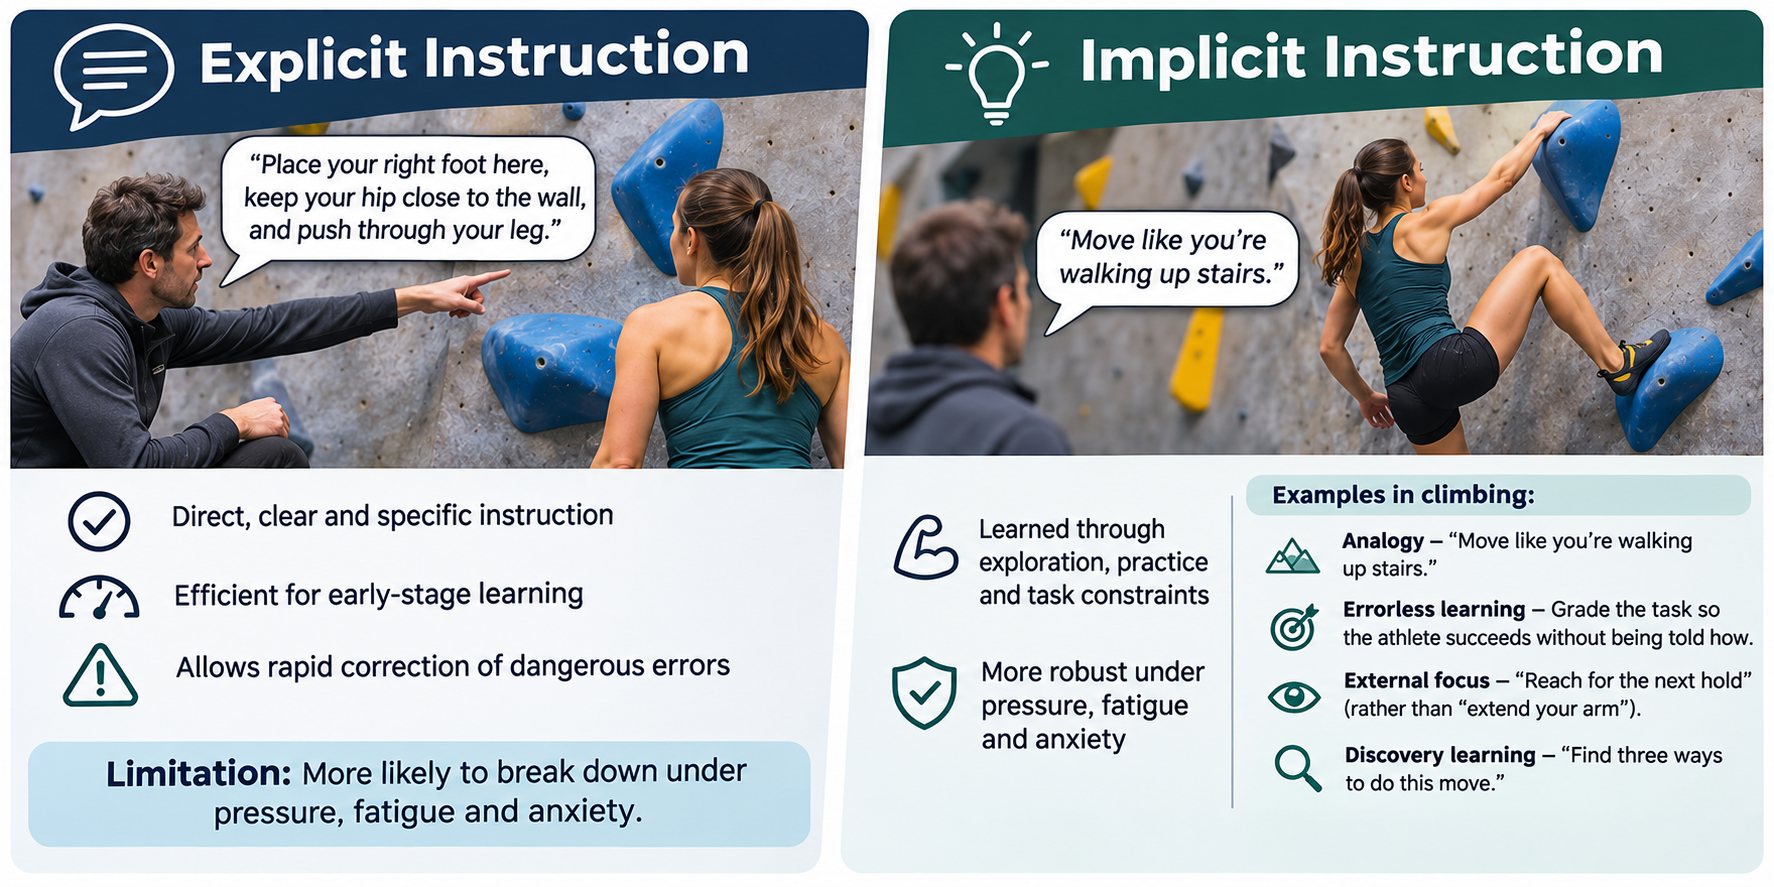 Explicit Instruction
“Place your right foot here,
keep your hip close to the wall,
and push through your leg.”
Direct, clear and specific instruction
Efficient for early-stage learning
Allows rapid correction of dangerous errors
Limitation: More likely to break down under
pressure, fatigue and anxiety.
Implicit Instruction
“Move like you’re
walking up stairs.”
Learned through
exploration, practice
and task constraints
More robust under
pressure, fatigue
and anxiety
Examples in climbing:
Analogy – “Move like you’re walking
up stairs.”
Errorless learning – Grade the task so
the athlete succeeds without being told how.
External focus – “Reach for the next hold”
(rather than “extend your arm”).
Discovery learning – “Find three ways
to do this move.”